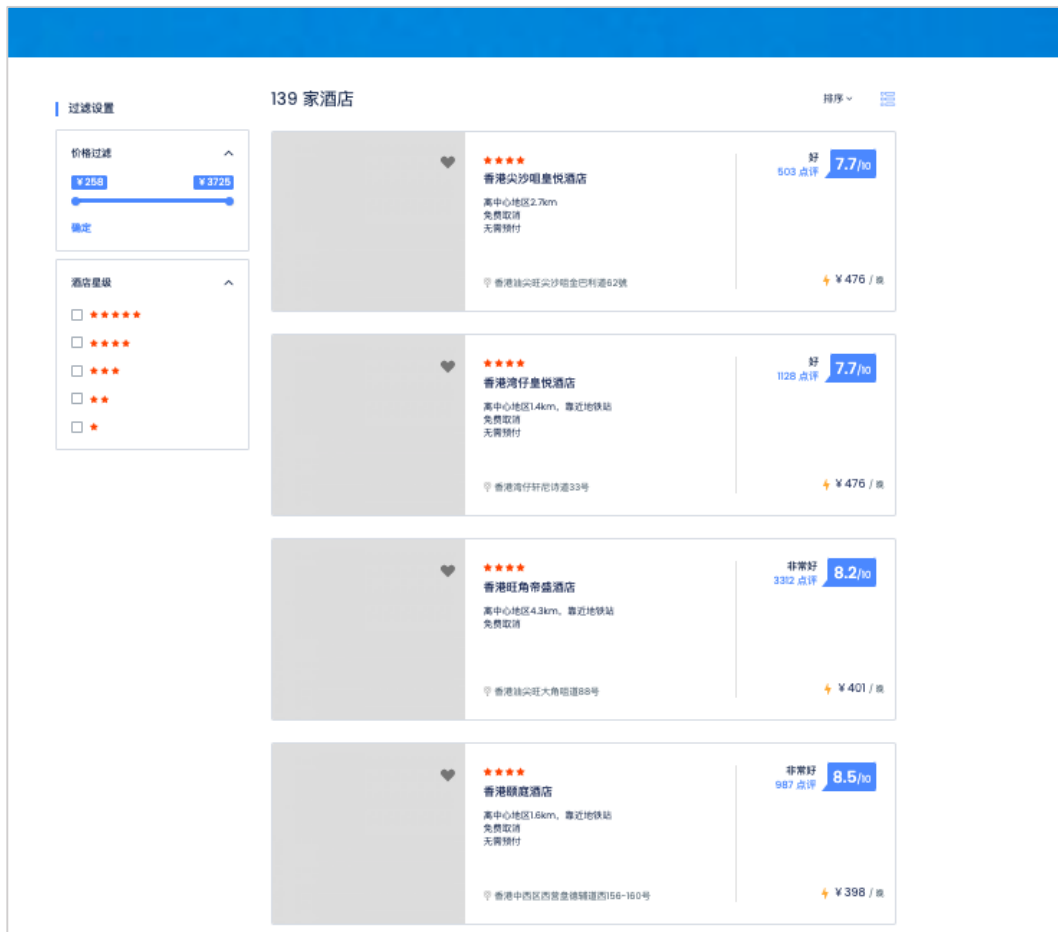 过滤设置
价格过滤
¥258
¥3725
确定
酒店星级
139 家酒店
排序
香港尖沙咀皇悦酒店
离中心地区2.7km
免费取消
无需预付
香港油尖旺尖沙咀金巴利道62號
好
503 点评
7.7/10
¥476 / 晚
香港湾仔皇悦酒店
离中心地区1.4km，靠近地铁站
免费取消
无需预付
香港湾仔轩尼诗道33号
好
1128 点评
7.7/10
¥476 / 晚
香港旺角帝盛酒店
离中心地区4.3km，靠近地铁站
免费取消
香港油尖旺大角咀道88号
非常好
3312 点评
8.2/10
¥401 / 晚
香港颐庭酒店
离中心地区1.6km，靠近地铁站
免费取消
无需预付
香港中西区西营盘德辅道西156-160号
非常好
987 点评
8.5/10
¥398 / 晚